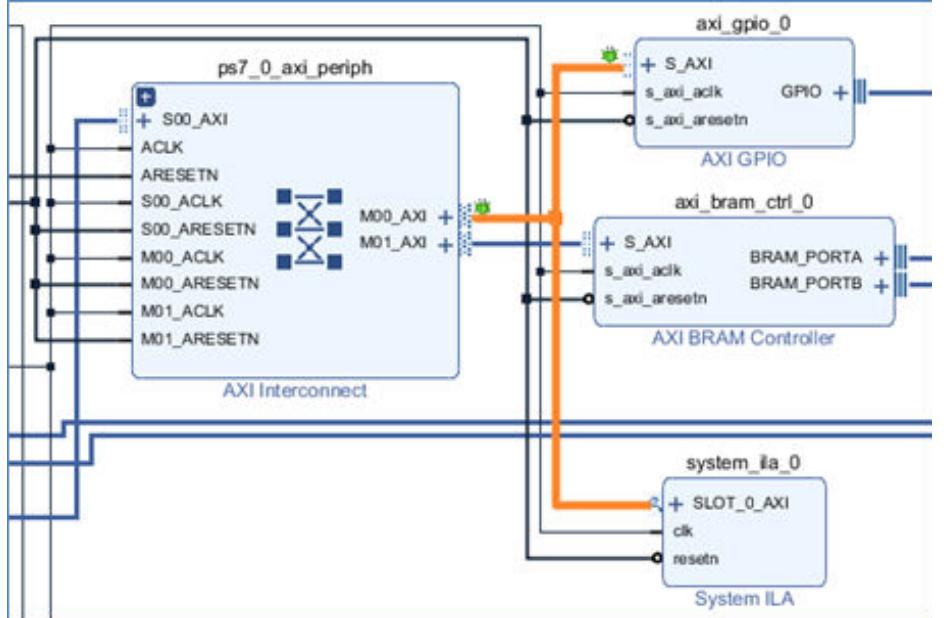 ps7_0_axi_periph
S00_AXI
ACLK
ARESETN
S00_ACLK
S00_ARESETN
M00_ACLK
M00_ARESETN
M01_ACLK
M01_ARESETN
M00_AXI
M01_AXI
AXI Interconnect
axi_gpio_0
S_AXI
s_axi_aclk
s_axi_aresetn
GPIO
AXI GPIO
axi_bram_ctrl_0
S_AXI
s_axi_aclk
s_axi_aresetn
BRAM_PORTA
BRAM_PORTB
AXI BRAM Controller
system_ila_0
SLOT_0_AXI
clk
resetn
System ILA